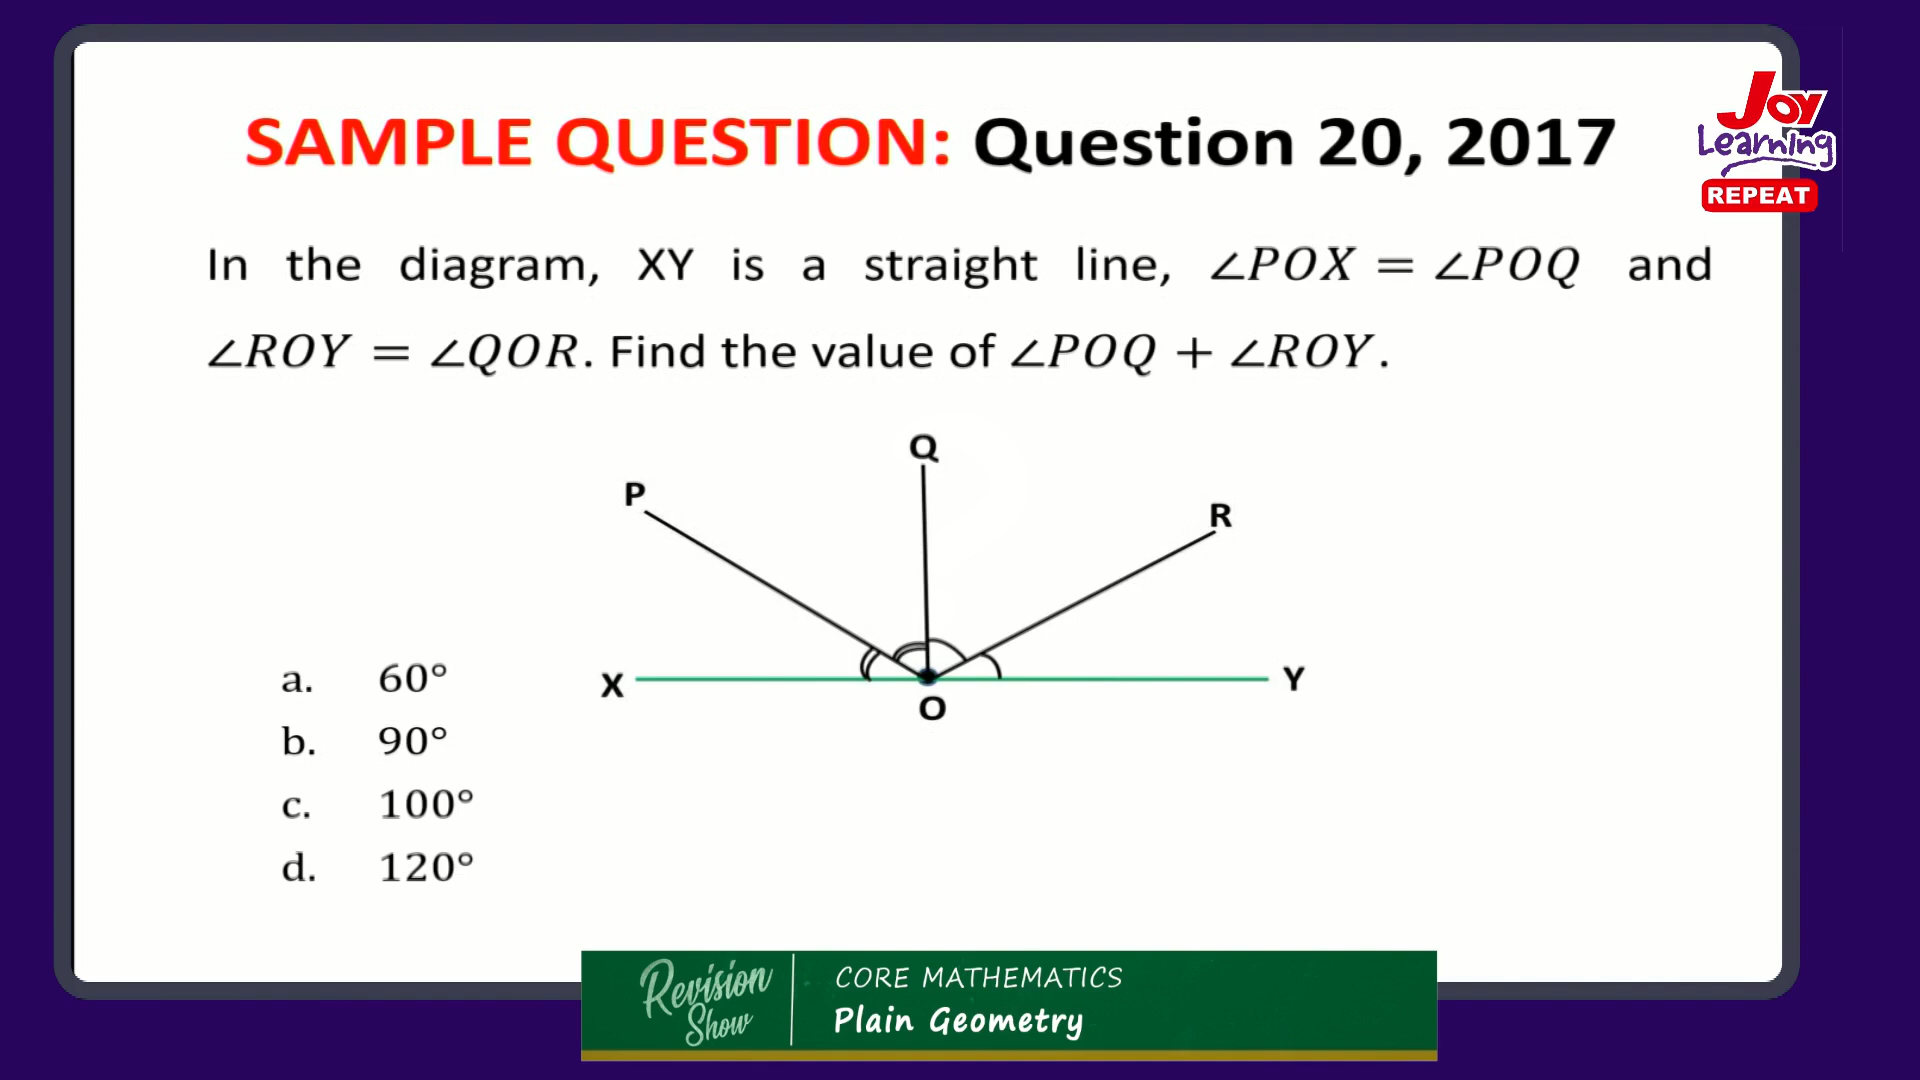 SAMPLE QUESTION: Question 20, 2017
Joy
Learning
REPEAT
In the diagram, XY is a straight line, ∠POX = ∠POQ and
∠ROY = ∠QOR. Find the value of ∠POQ + ∠ROY.
Q
P
R
X
Y
O
a. 60°
b. 90°
c. 100°
d. 120°
Revision
Show
CORE MATHEMATICS
Plain Geometry